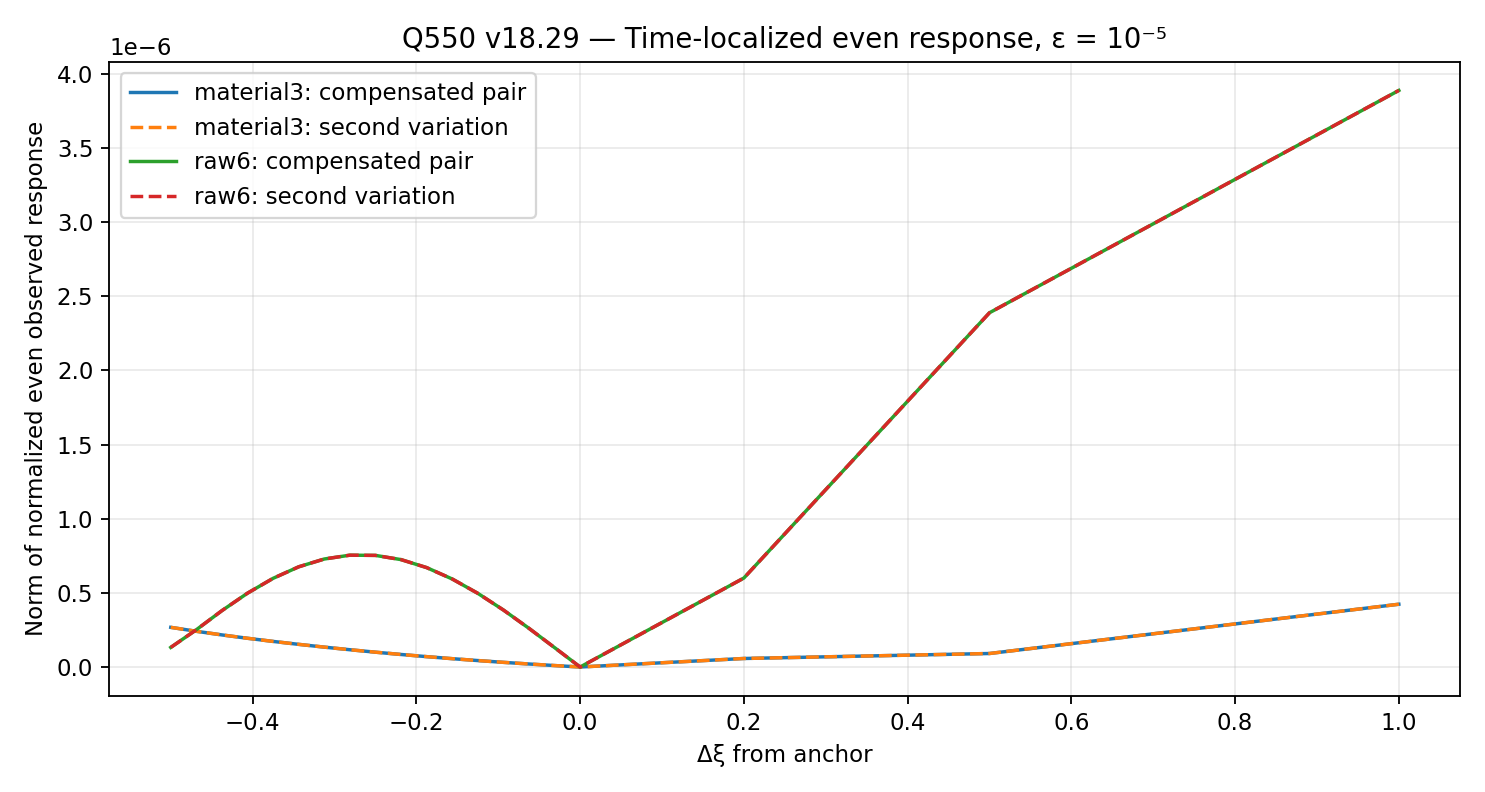 Q550 v18.29 — Time-localized even response, ε = 10⁻⁵
1e−6
4.0
3.5
3.0
2.5
2.0
1.5
1.0
0.5
0.0
Norm of normalized even observed response
material3: compensated pair
material3: second variation
raw6: compensated pair
raw6: second variation
−0.4
−0.2
0.0
0.2
0.4
0.6
0.8
1.0
Δξ from anchor